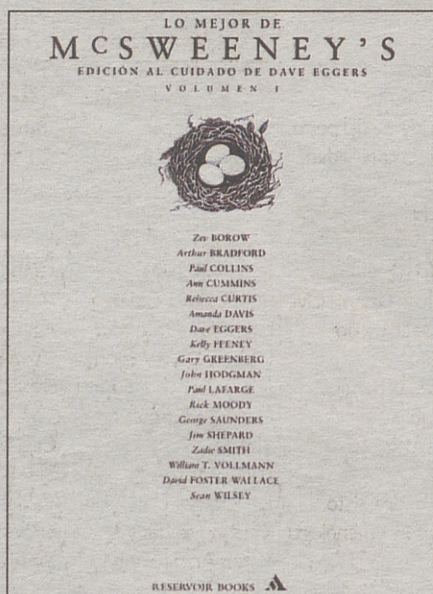 LO MEJOR DE
MCSWEENEY'S
EDICIÓN AL CUIDADO DE DAVE EGGERS
VOLUMEN I
Zev BOROW
Arthur BRADFORD
Paul COLLINS
Ann CUMMINS
Rebecca CURTIS
Amanda DAVIS
Dave EGGERS
Kelly FEENEY
Gary GREENBERG
John HODGMAN
Paul LAFARGE
Rick MOODY
George SAUNDERS
Jim SHEPARD
Zadie SMITH
William T. VOLLMANN
David FOSTER WALLACE
Sean WILSEY
RESERVOIR BOOKS